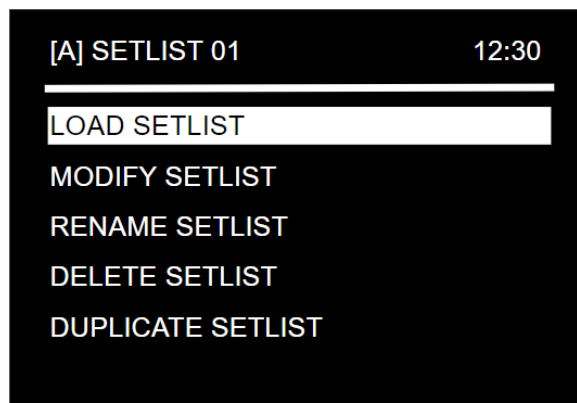 [A] SETLIST 01 12:30
LOAD SETLIST
MODIFY SETLIST
RENAME SETLIST
DELETE SETLIST
DUPLICATE SETLIST